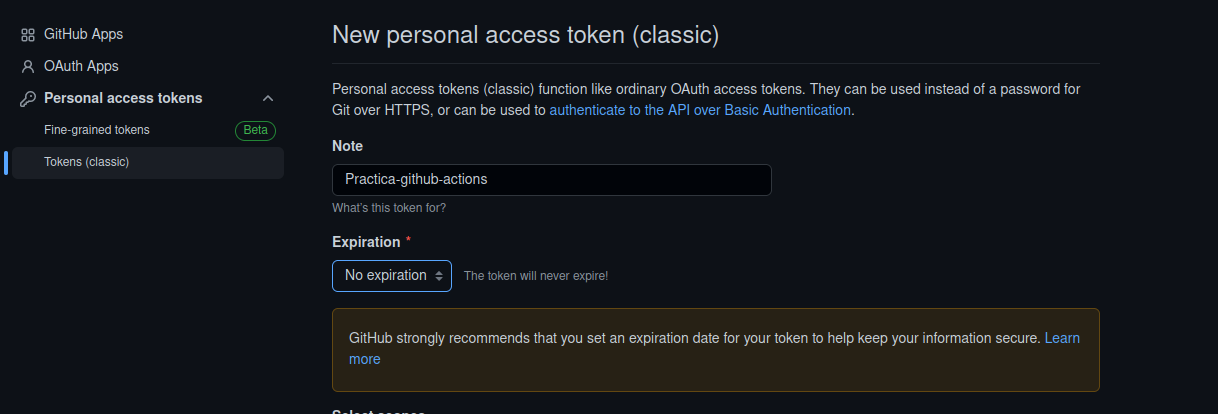 GitHub Apps
OAuth Apps
Personal access tokens
Fine-grained tokens
Beta
Tokens (classic)
New personal access token (classic)
Personal access tokens (classic) function like ordinary OAuth access tokens. They can be used instead of a password for
Git over HTTPS, or can be used to authenticate to the API over Basic Authentication.
Note
Practica-github-actions
What's this token for?
Expiration *
No expiration
The token will never expire!
GitHub strongly recommends that you set an expiration date for your token to help keep your information secure. Learn
more
Select scopes